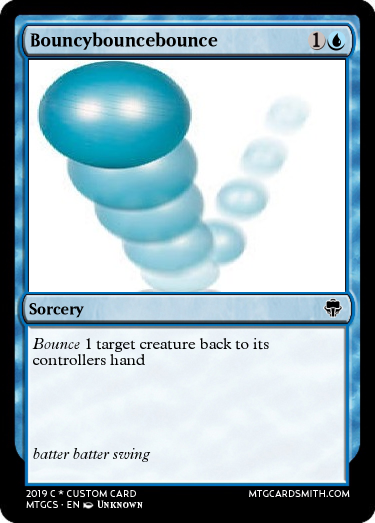 Bouncybouncebounce 1
Sorcery
Bounce 1 target creature back to its
controllers hand
batter batter swing
2019 C * CUSTOM CARD
MTGCARDSMITH.COM
MTGCS · EN Unknown